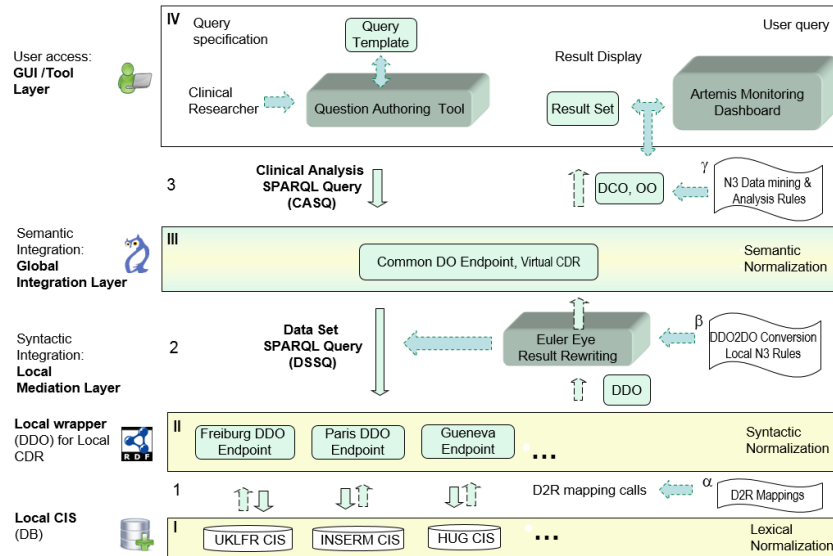 IV
Query
specification
Query
Template
User query
User access:
GUI /Tool
Layer
Result Display
Clinical
Researcher
Question Authoring Tool
Result Set
Artemis Monitoring
Dashboard
3
Clinical Analysis
SPARQL Query
(CASQ)
DCO, OO
γ
N3 Data mining &
Analysis Rules
Semantic
Integration:
Global
Integration Layer
III
Common DO Endpoint, Virtual CDR
Semantic
Normalization
Syntactic
Integration:
Local
Mediation Layer
2
Data Set
SPARQL Query
(DSSQ)
Euler Eye
Result Rewriting
β
DDO2DO Conversion
Local N3 Rules
DDO
Local wrapper
(DDO) for Local
CDR
RDF
II
Freiburg DDO
Endpoint
Paris DDO
Endpoint
Gueneva
Endpoint
...
Syntactic
Normalization
1
D2R mapping calls
α
D2R Mappings
Local CIS
(DB)
I
UKLFR CIS
INSERM CIS
HUG CIS
...
Lexical
Normalization